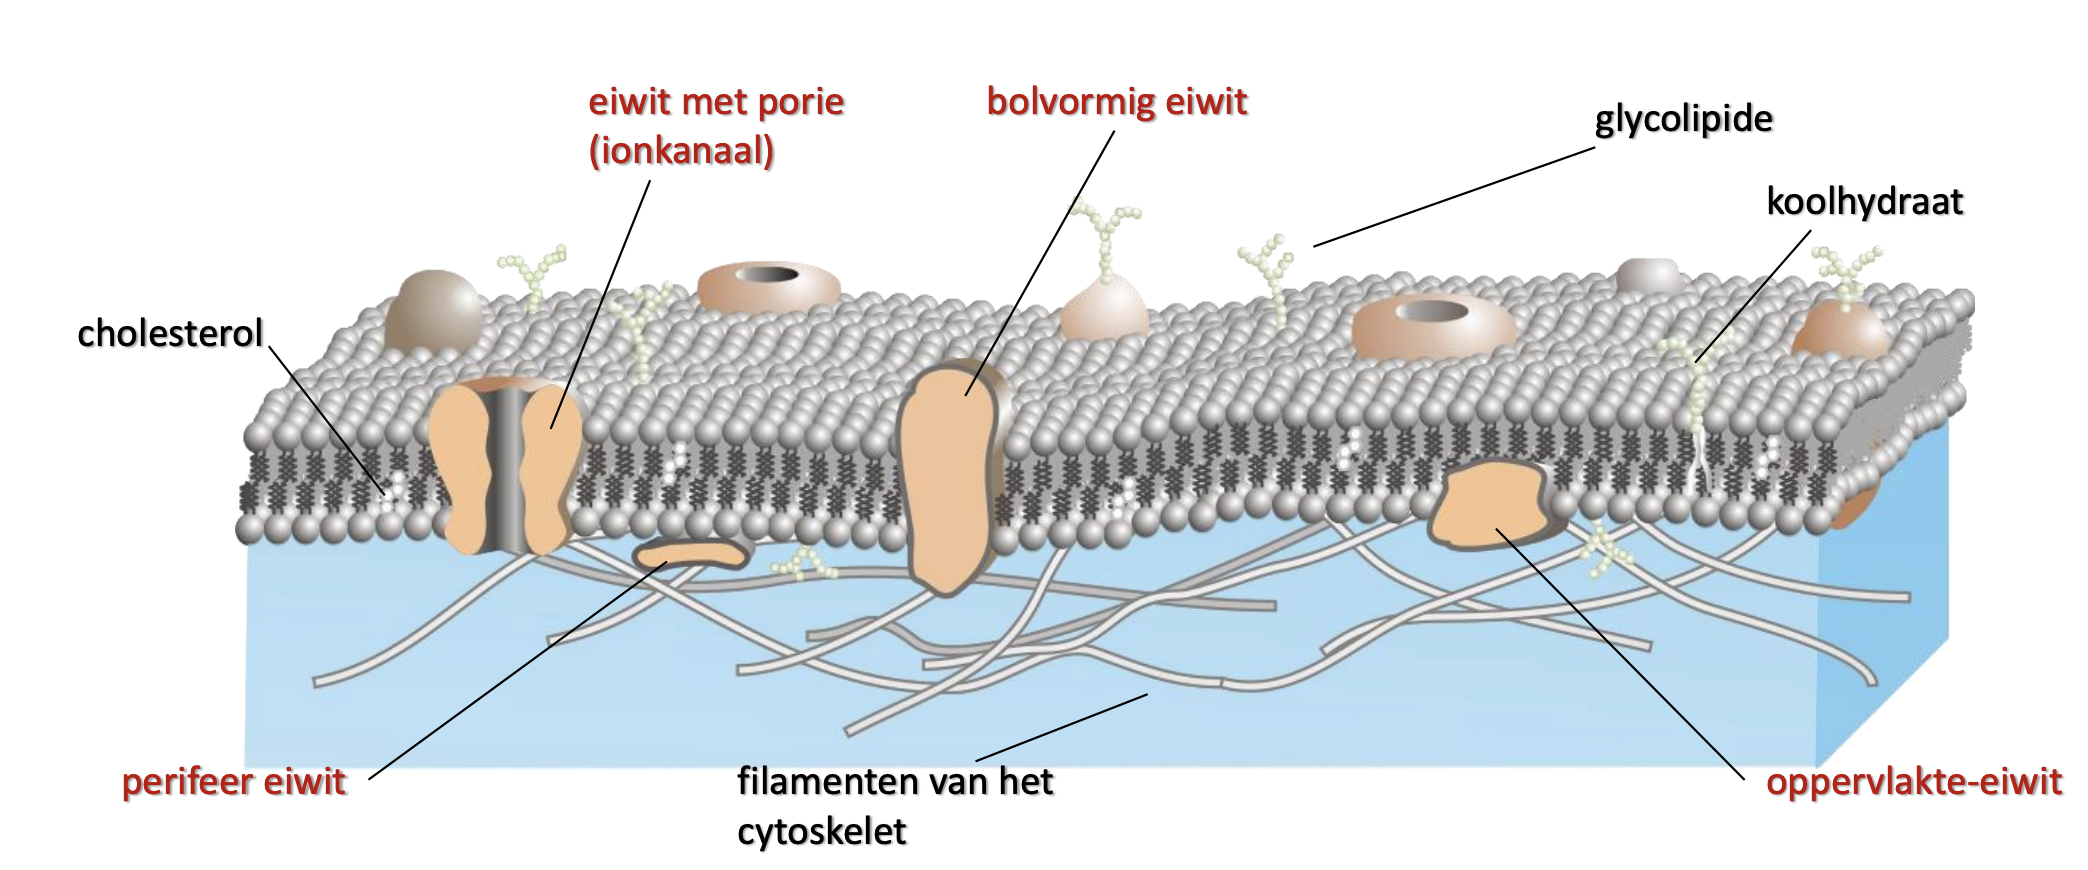 eiwit met porie
(ionkanaal)
bolvormig eiwit
glycolipide
koolhydraat
cholesterol
perifeer eiwit
filamenten van het
cytoskelet
oppervlakte-eiwit